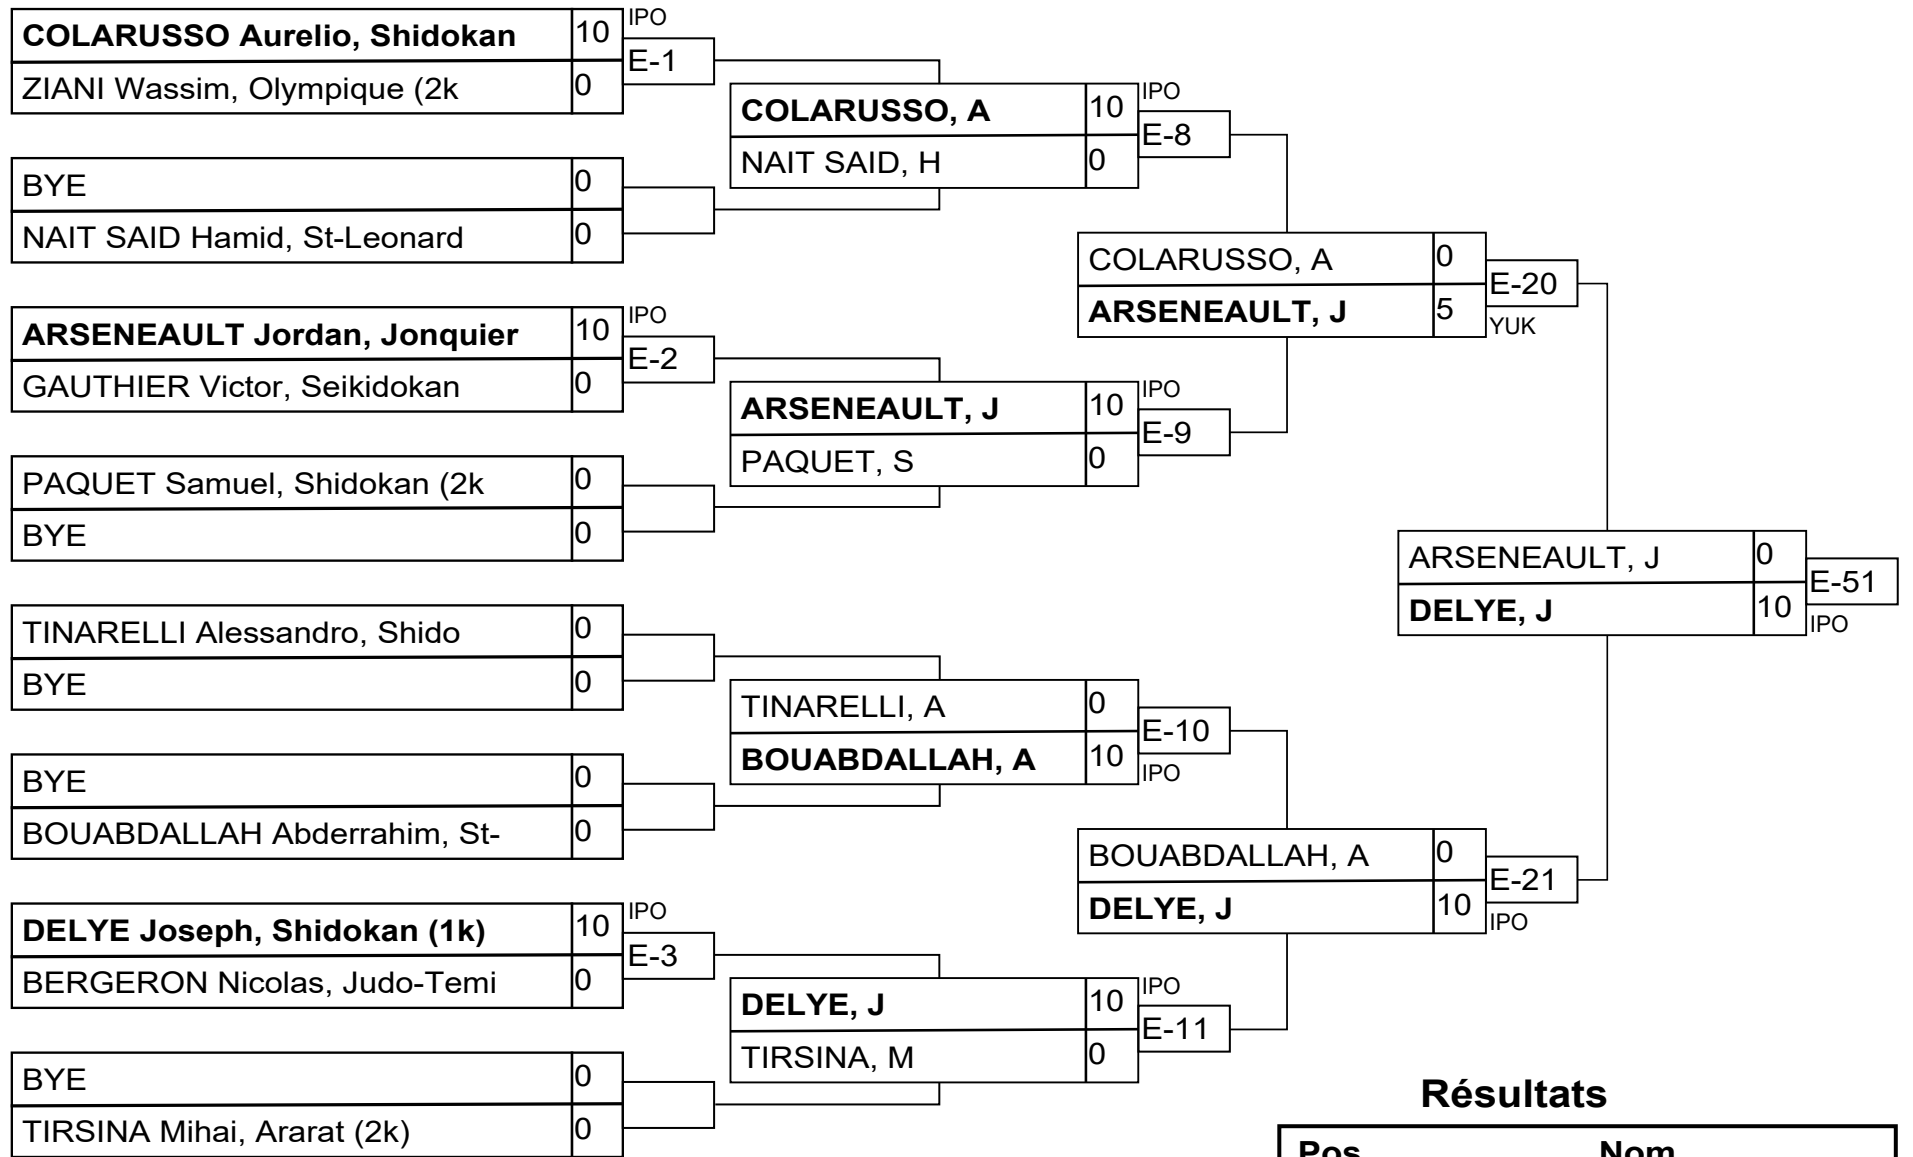 COLARUSSO Aurelio, Shidokan 10 IPO
E-1
ZIANI Wassim, Olympique (2k 0
BYE 0
NAIT SAID Hamid, St-Leonard 0
ARSENEAULT Jordan, Jonquier 10 IPO
E-2
GAUTHIER Victor, Seikidokan 0
PAQUET Samuel, Shidokan (2k 0
BYE 0
TINARELLI Alessandro, Shido 0
BYE 0
BYE 0
BOUABDALLAH Abderrahim, St- 0
DELYE Joseph, Shidokan (1k) 10 IPO
E-3
BERGERON Nicolas, Judo-Temi 0
BYE 0
TIRSINA Mihai, Ararat (2k) 0
COLARUSSO, A 10 IPO
E-8
NAIT SAID, H 0
ARSENEAULT, J 10 IPO
E-9
PAQUET, S 0
TINARELLI, A 0
E-10
BOUABDALLAH, A 10 IPO
DELYE, J 10 IPO
E-11
TIRSINA, M 0
COLARUSSO, A 0
E-20
ARSENEAULT, J 5 YUK
BOUABDALLAH, A 0
E-21
DELYE, J 10 IPO
ARSENEAULT, J 0
E-51
DELYE, J 10 IPO
Résultats
Pos Nom